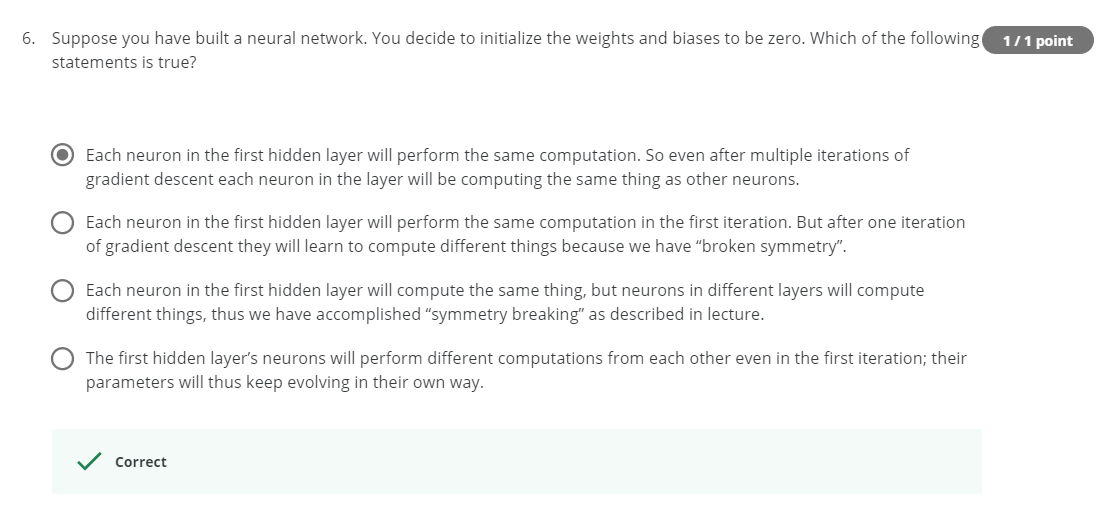 6. Suppose you have built a neural network. You decide to initialize the weights and biases to be zero. Which of the following
statements is true?
1 / 1 point
Each neuron in the first hidden layer will perform the same computation. So even after multiple iterations of
gradient descent each neuron in the layer will be computing the same thing as other neurons.
Each neuron in the first hidden layer will perform the same computation in the first iteration. But after one iteration
of gradient descent they will learn to compute different things because we have “broken symmetry”.
Each neuron in the first hidden layer will compute the same thing, but neurons in different layers will compute
different things, thus we have accomplished “symmetry breaking” as described in lecture.
The first hidden layer’s neurons will perform different computations from each other even in the first iteration; their
parameters will thus keep evolving in their own way.
Correct